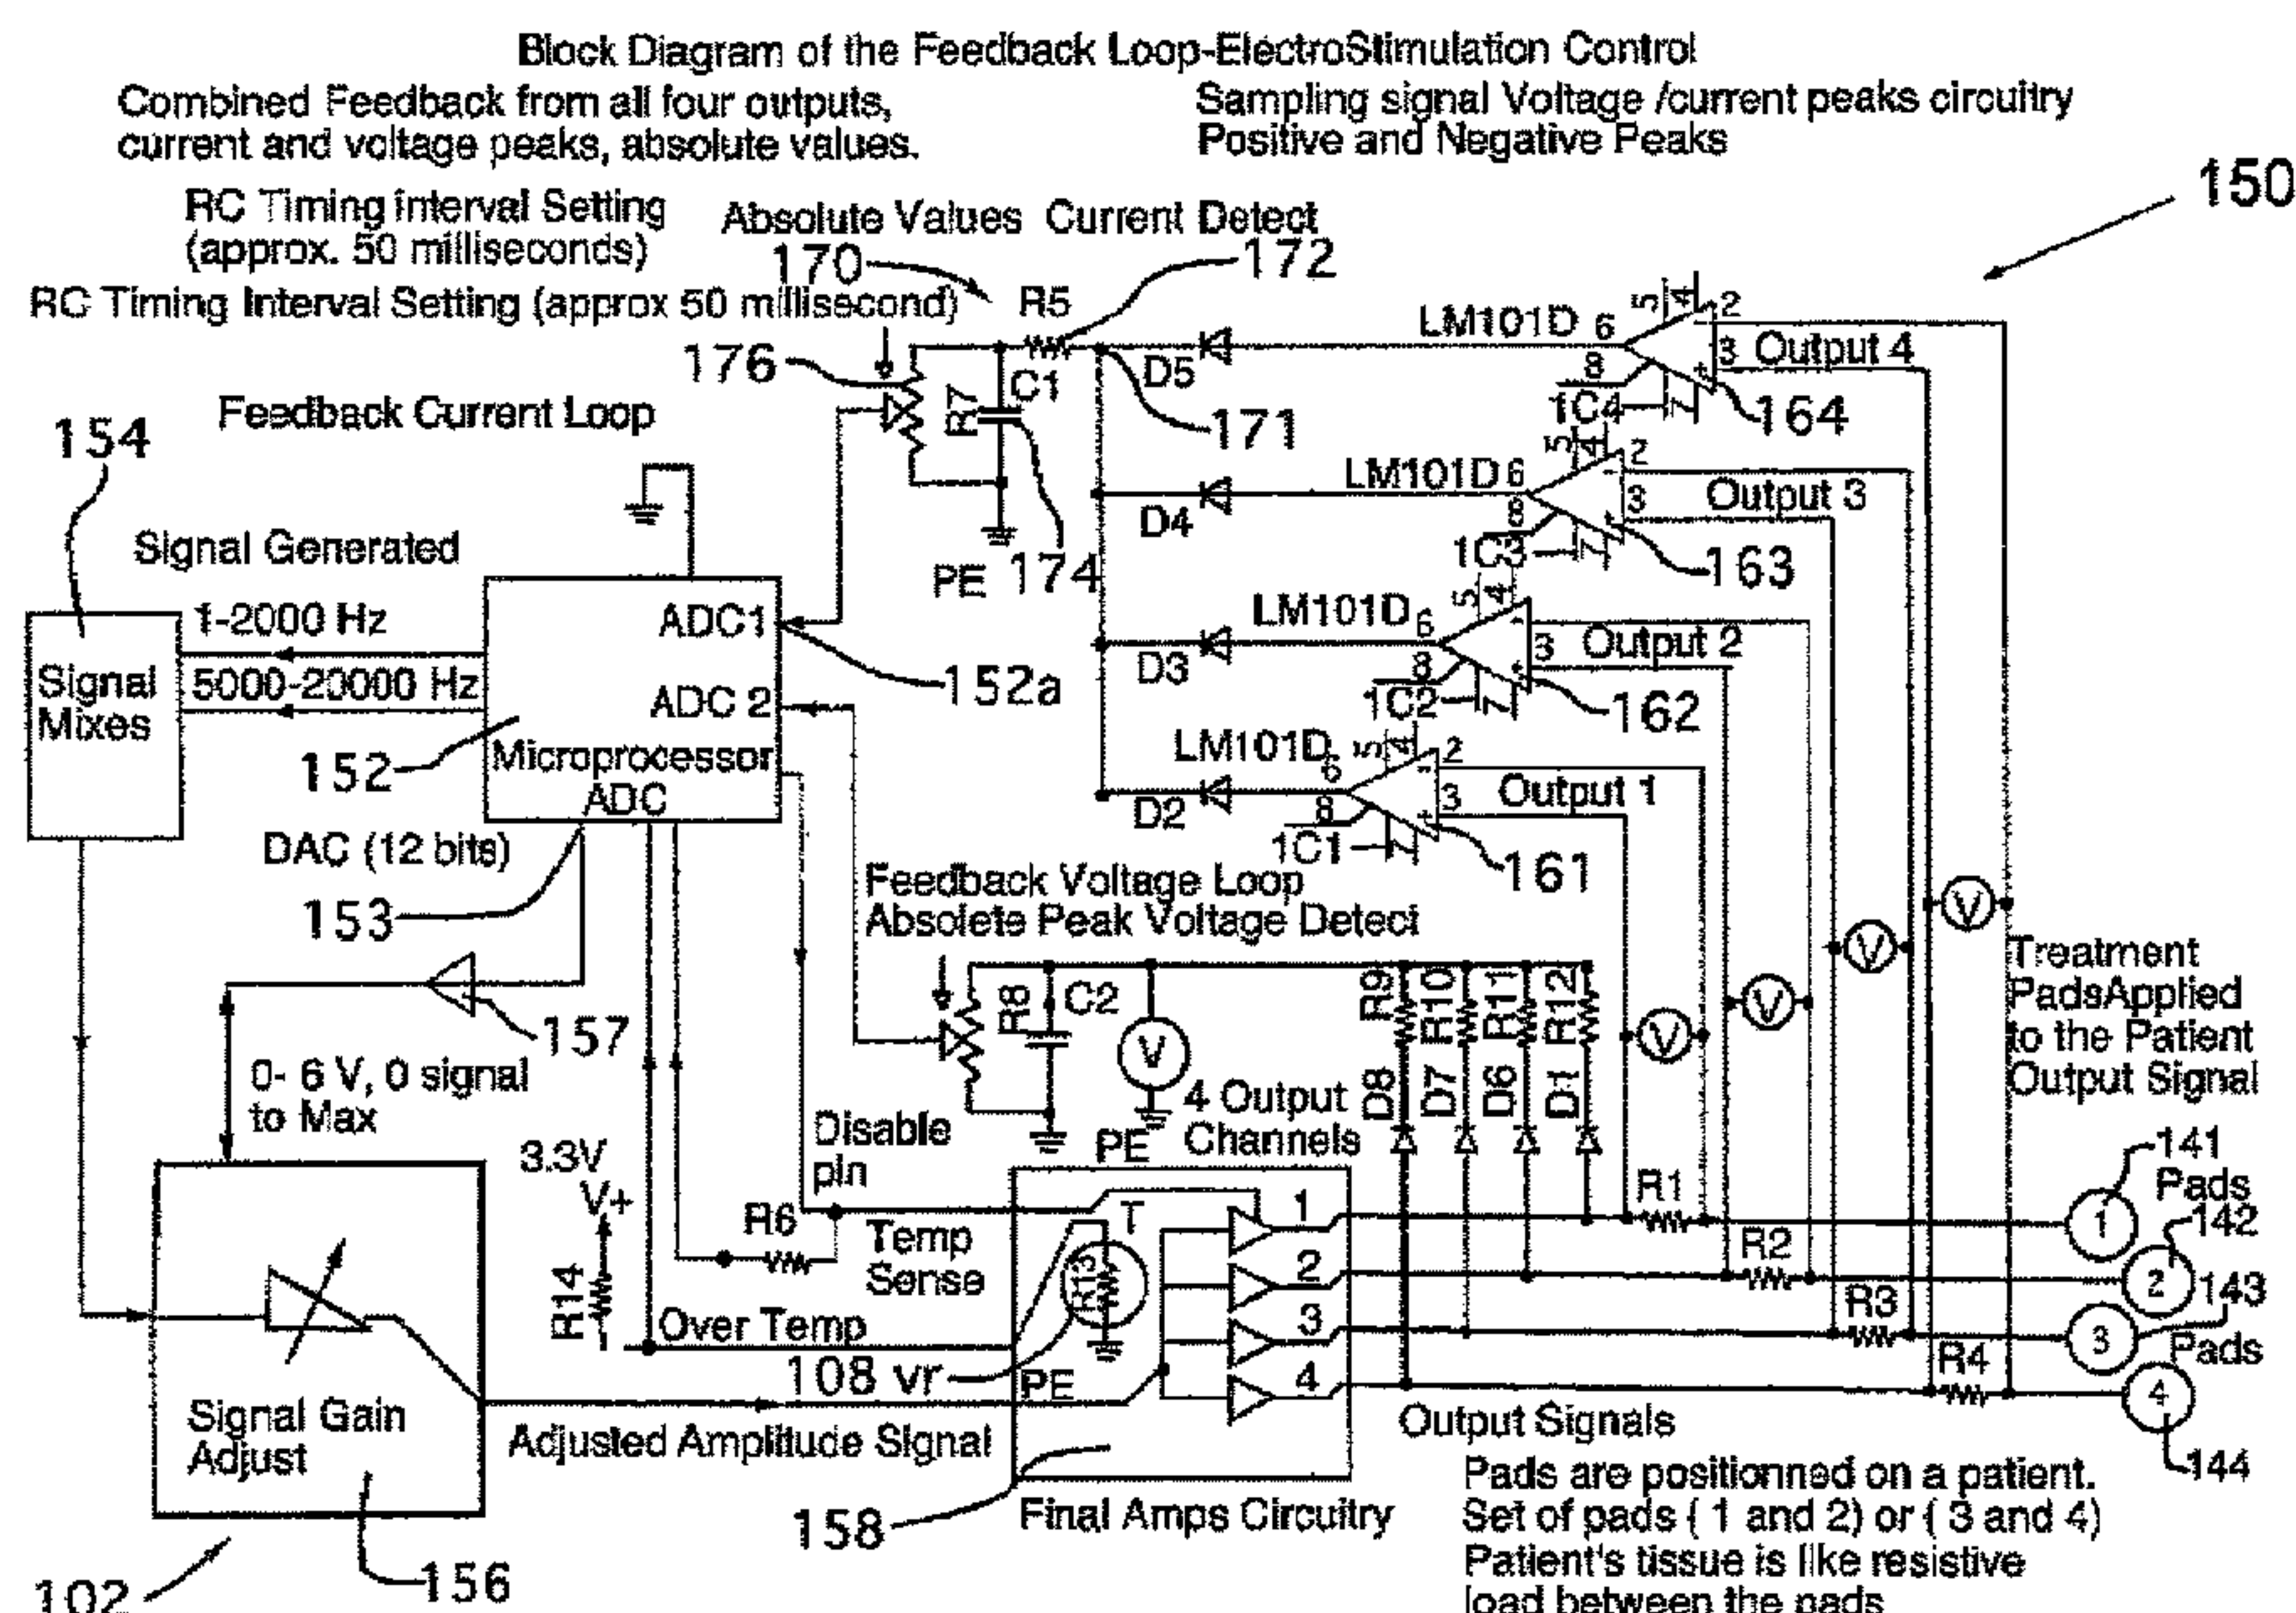 Block Diagram of the Feedback Loop-ElectroStimulation Control
Combined Feedback from all four outputs,
current and voltage peaks, absolute values.
Sampling signal Voltage /current peaks circuitry
Positive and Negative Peaks
150
RC Timing Interval Setting
(approx. 50 milliseconds)
Absolute Values Current Detect
170
172
RC Timing Interval Setting (approx 50 millisecond)
R5
176
R7
C1
D5
LM101D
6
5
4
2
3
Output 4
8
1C4
7
164
171
Feedback Current Loop
154
D4
LM101D
6
5
4
2
3
Output 3
8
1C3
7
163
PE
174
Signal Generated
1-2000 Hz
5000-20000 Hz
Signal
Mixes
ADC1
ADC 2
Microprocessor
ADC
152a
152
D3
LM101D
6
5
4
3
Output 2
8
1C2
7
162
D2
LM101D
6
5
4
2
3
Output 1
8
1C1
7
161
DAC (12 bits)
153
157
Feedback Voltage Loop
Absolete Peak Voltage Detect
R8
C2
V
PE
R9
R10
R11
R12
D8
D7
D6
D1
V
V
V
V
Treatment
PadsApplied
to the Patient
Output Signal
0- 6 V, 0 signal
to Max
4 Output
Channels
Disable
pin
3.3V
V+
R14
R6
Temp
Sense
Over Temp
108 vr
T
R13
PE
1
2
3
4
R1
R2
R3
R4
141
Pads
142
143
Pads
144
1
2
3
4
Signal Gain
Adjust
Adjusted Amplitude Signal
Output Signals
158
Final Amps Circuitry
156
102
Pads are positionned on a patient.
Set of pads ( 1 and 2) or ( 3 and 4)
Patient's tissue is like resistive
load between the pads